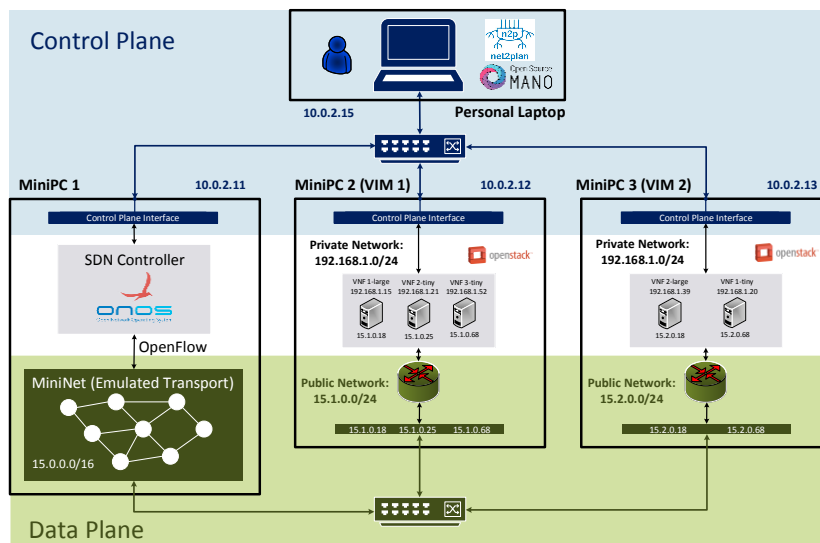 Control Plane
n2p
net2plan
Open Source
MANO
10.0.2.15
Personal Laptop
MiniPC 1
10.0.2.11
MiniPC 2 (VIM 1)
10.0.2.12
MiniPC 3 (VIM 2)
10.0.2.13
Control Plane Interface
Control Plane Interface
Control Plane Interface
SDN Controller
onos
Open Network Operating System
OpenFlow
MiniNet (Emulated Transport)
15.0.0.0/16
Private Network:
192.168.1.0/24
openstack
VNF 1-large
192.168.1.15
VNF 2-tiny
192.168.1.21
VNF 3-tiny
192.168.1.52
15.1.0.18
15.1.0.25
15.1.0.68
Public Network:
15.1.0.0/24
15.1.0.18 15.1.0.25 15.1.0.68
Private Network:
192.168.1.0/24
openstack
VNF 2-large
192.168.1.39
VNF 1-tiny
192.168.1.20
15.2.0.18
15.2.0.68
Public Network:
15.2.0.0/24
15.2.0.18 15.2.0.68
Data Plane